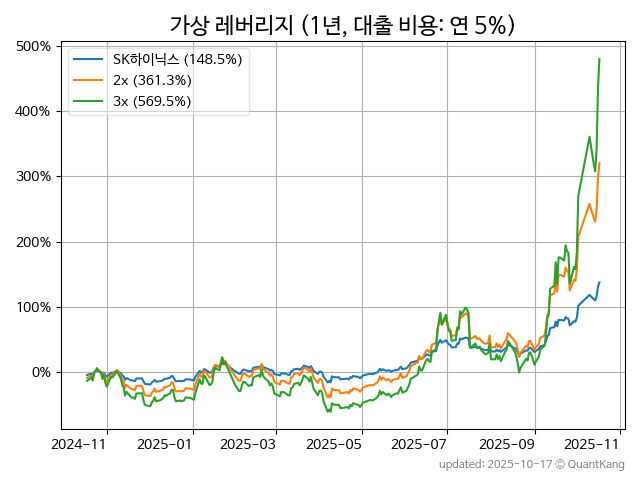 가상 레버리지 (1년, 대출 비용: 연 5%)
500%
400%
300%
200%
100%
0%
SK하이닉스 (148.5%)
2x (361.3%)
3x (569.5%)
2024-11
2025-01
2025-03
2025-05
2025-07
2025-09
2025-11
updated: 2025-10-17 © QuantKang